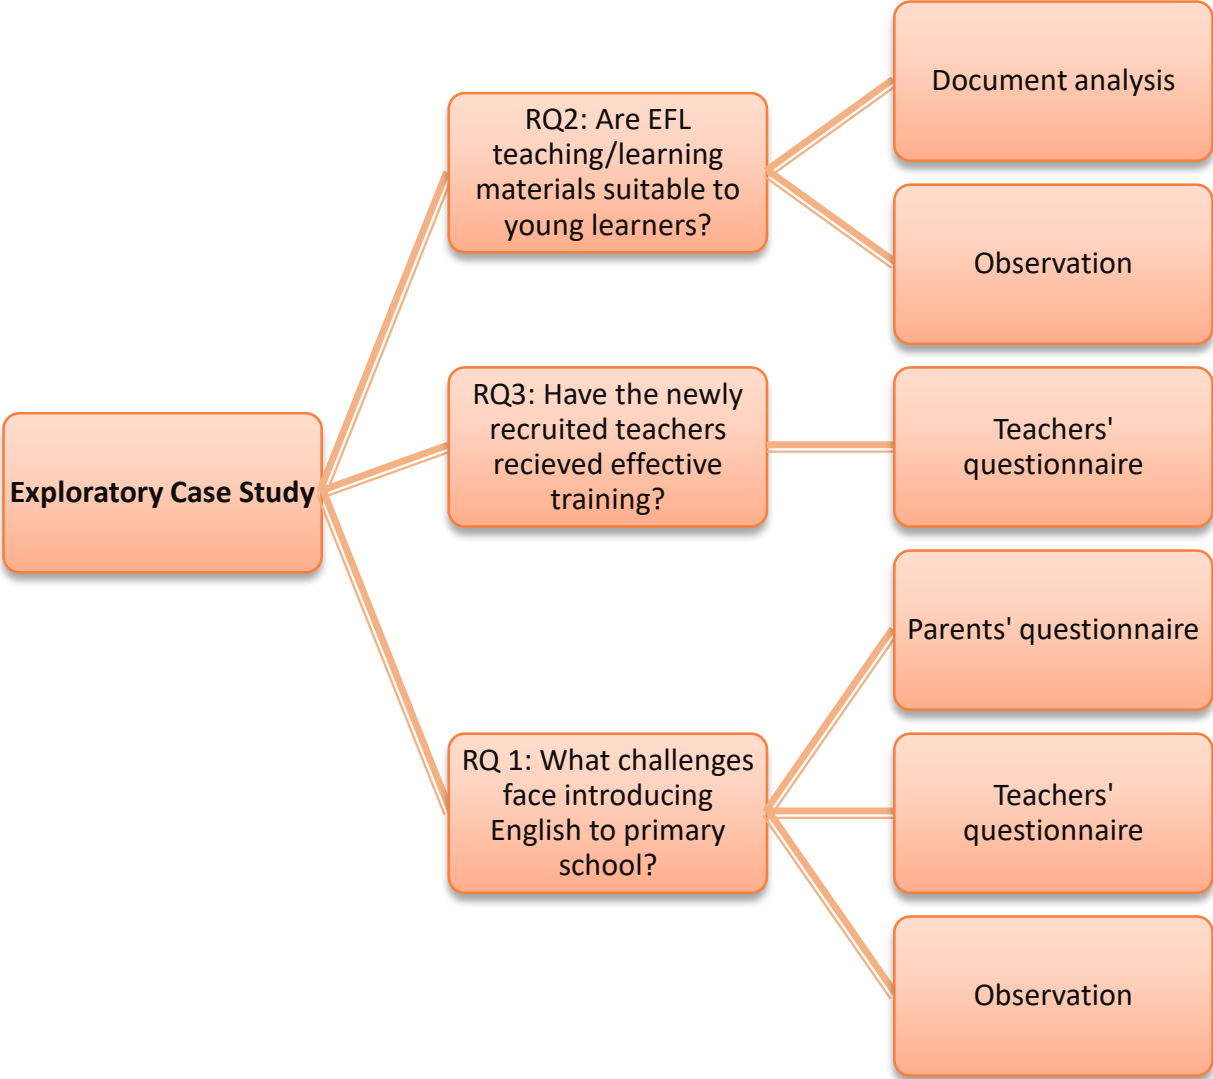 Exploratory Case Study
RQ2: Are EFL
teaching/learning
materials suitable to
young learners?
Document analysis
Observation
RQ3: Have the newly
recruited teachers
recieved effective
training?
Teachers'
questionnaire
RQ 1: What challenges
face introducing
English to primary
school?
Parents' questionnaire
Teachers'
questionnaire
Observation